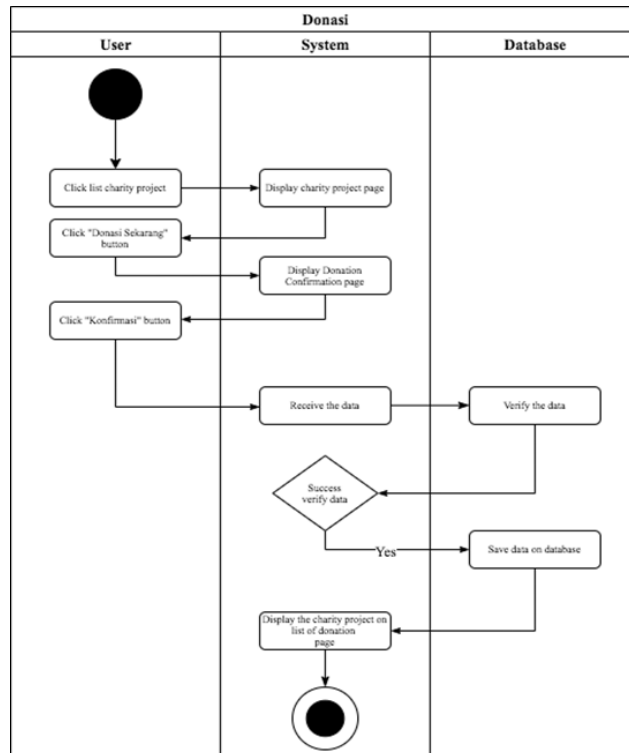 Donasi
User
System
Database
Click list charity project
Display charity project page
Click "Donasi Sekarang"
button
Display Donation
Confirmation page
Click "Konfirmasi" button
Receive the data
Verify the data
Success
verify data
Yes
Save data on database
Display the charity project on
list of donation
page